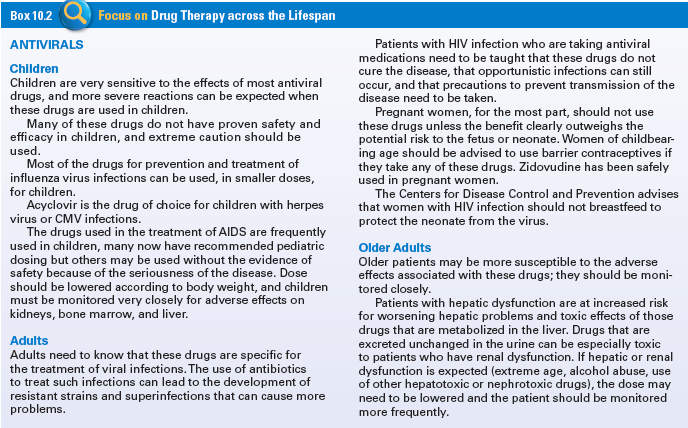 Box 10.2 Focus on Drug Therapy across the Lifespan
ANTIVIRALS
Children
Children are very sensitive to the effects of most antiviral
drugs, and more severe reactions can be expected when
these drugs are used in children.
Many of these drugs do not have proven safety and
efficacy in children, and extreme caution should be
used.
Most of the drugs for prevention and treatment of
influenza virus infections can be used, in smaller doses,
for children.
Acyclovir is the drug of choice for children with herpes
virus or CMV infections.
The drugs used in the treatment of AIDS are frequently
used in children, many now have recommended pediatric
dosing but others may be used without the evidence of
safety because of the seriousness of the disease. Dose
should be lowered according to body weight, and children
must be monitored very closely for adverse effects on
kidneys, bone marrow, and liver.
Adults
Adults need to know that these drugs are specific for
the treatment of viral infections. The use of antibiotics
to treat such infections can lead to the development of
resistant strains and superinfections that can cause more
problems.
Patients with HIV infection who are taking antiviral
medications need to be taught that these drugs do not
cure the disease, that opportunistic infections can still
occur, and that precautions to prevent transmission of the
disease need to be taken.
Pregnant women, for the most part, should not use
these drugs unless the benefit clearly outweighs the
potential risk to the fetus or neonate. Women of childbear-
ing age should be advised to use barrier contraceptives if
they take any of these drugs. Zidovudine has been safely
used in pregnant women.
The Centers for Disease Control and Prevention advises
that women with HIV infection should not breastfeed to
protect the neonate from the virus.
Older Adults
Older patients may be more susceptible to the adverse
effects associated with these drugs; they should be moni-
tored closely.
Patients with hepatic dysfunction are at increased risk
for worsening hepatic problems and toxic effects of those
drugs that are metabolized in the liver. Drugs that are
excreted unchanged in the urine can be especially toxic
to patients who have renal dysfunction. If hepatic or renal
dysfunction is expected (extreme age, alcohol abuse, use
of other hepatotoxic or nephrotoxic drugs), the dose may
need to be lowered and the patient should be monitored
more frequently.